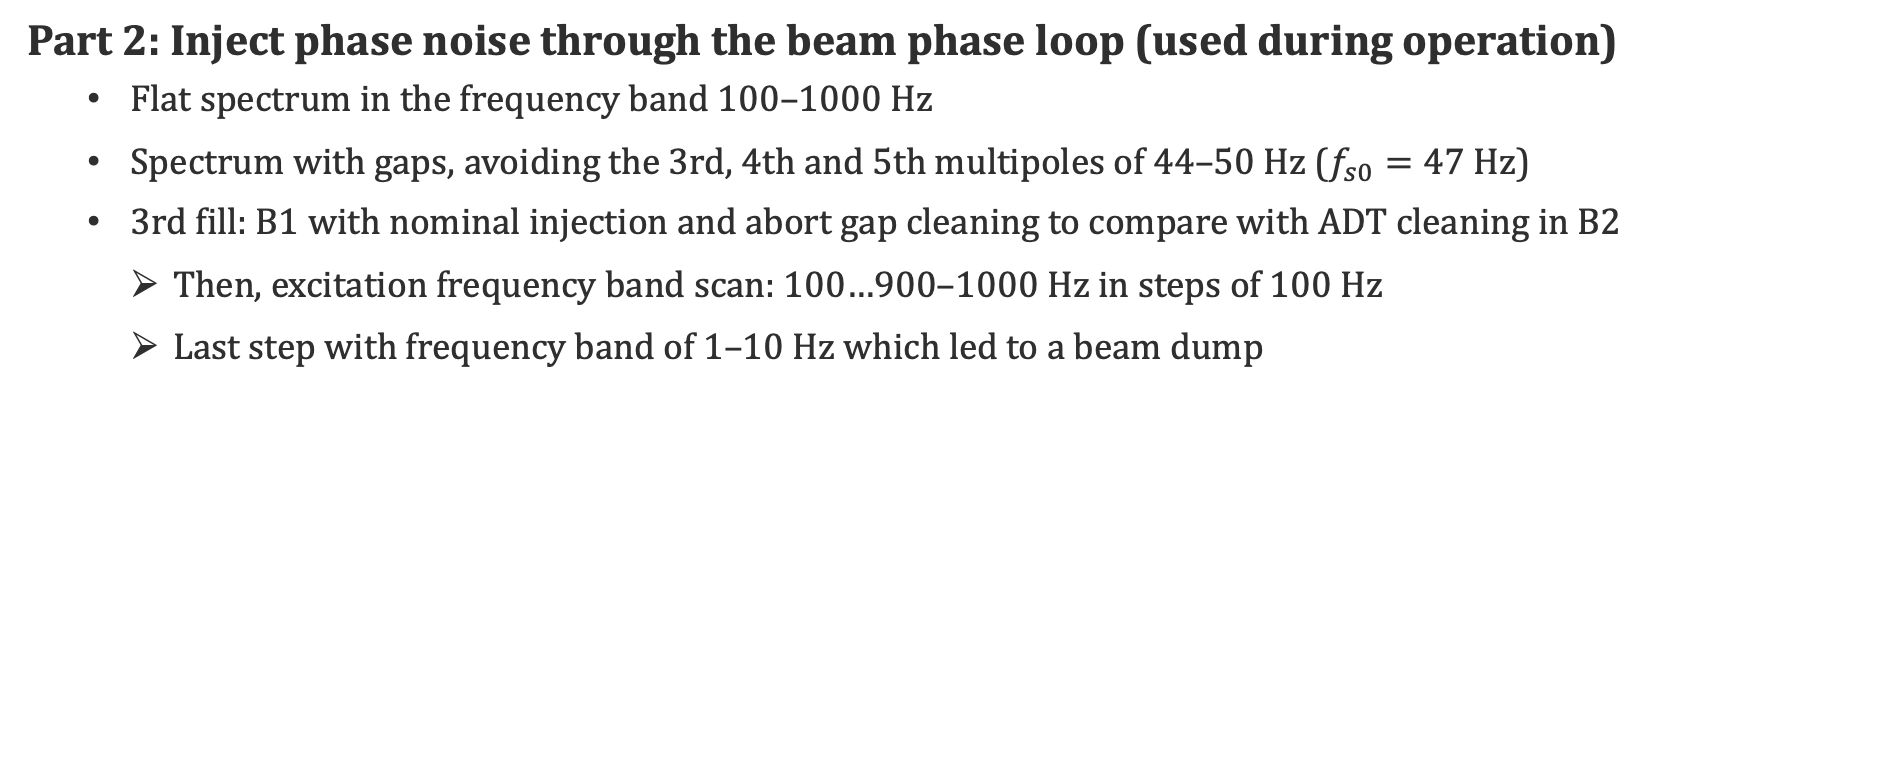 Part 2: Inject phase noise through the beam phase loop (used during operation)
• Flat spectrum in the frequency band 100–1000 Hz
• Spectrum with gaps, avoiding the 3rd, 4th and 5th multipoles of 44–50 Hz (fs0 = 47 Hz)
• 3rd fill: B1 with nominal injection and abort gap cleaning to compare with ADT cleaning in B2
➢ Then, excitation frequency band scan: 100…900–1000 Hz in steps of 100 Hz
➢ Last step with frequency band of 1–10 Hz which led to a beam dump